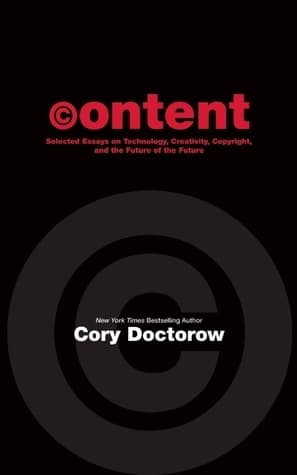 ©ontent
Selected Essays on Technology, Creativity, Copyright,
and the Future of the Future
New York Times Bestselling Author
Cory Doctorow
©